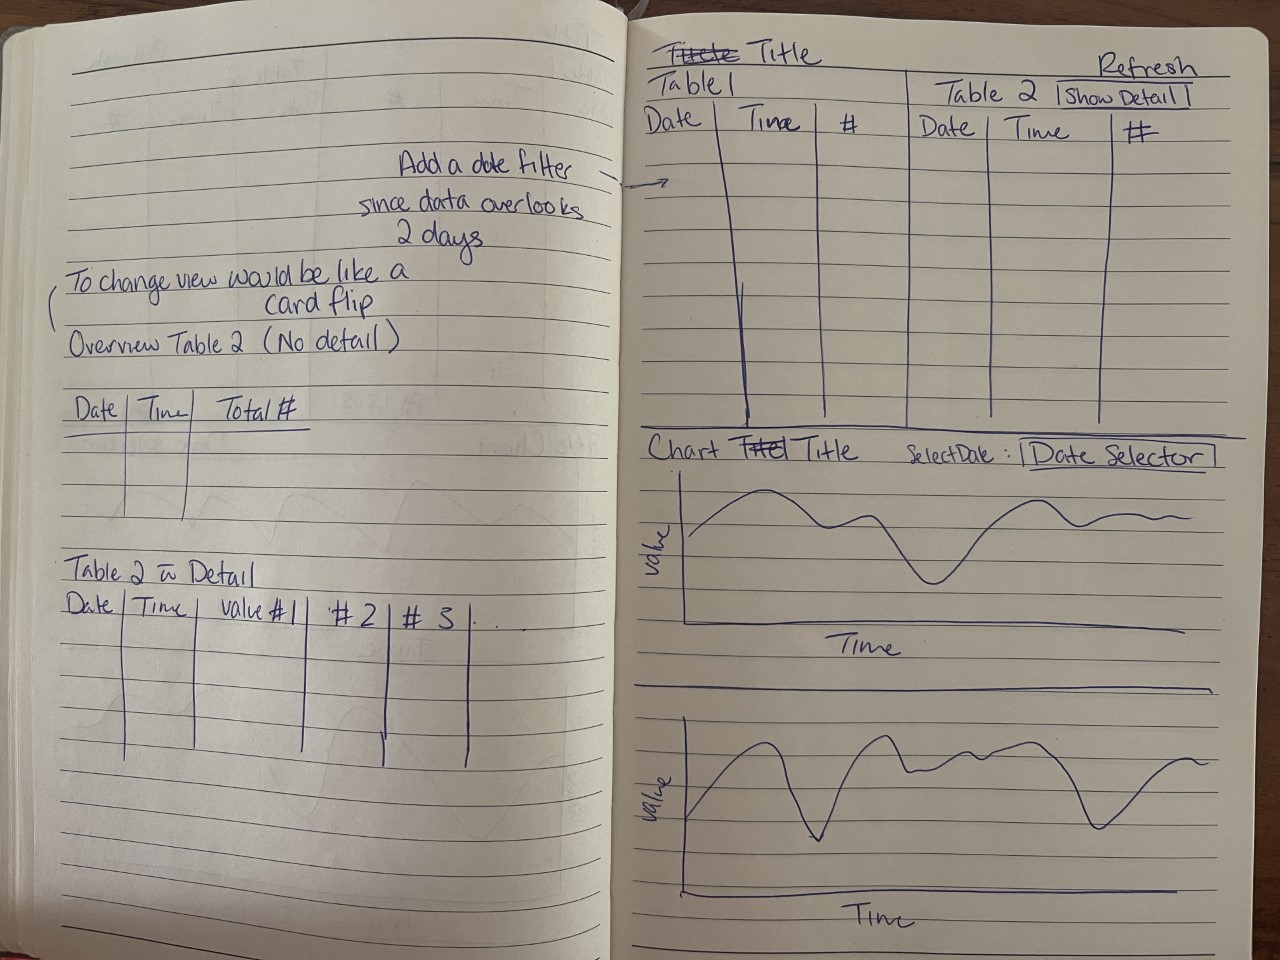 Add a date filter
since data overlooks
2 days
To change view would be like a
card flip
Overview Table 2 (No detail)
Date Time Total #
Table 2 w Detail
Date Time value #1 #2 #3 . . .
Title
Refresh
Table 1
Table 2 Show Detail
Date Time # Date Time #
Chart Title Select Date: Date Selector
value
Time
value
Time